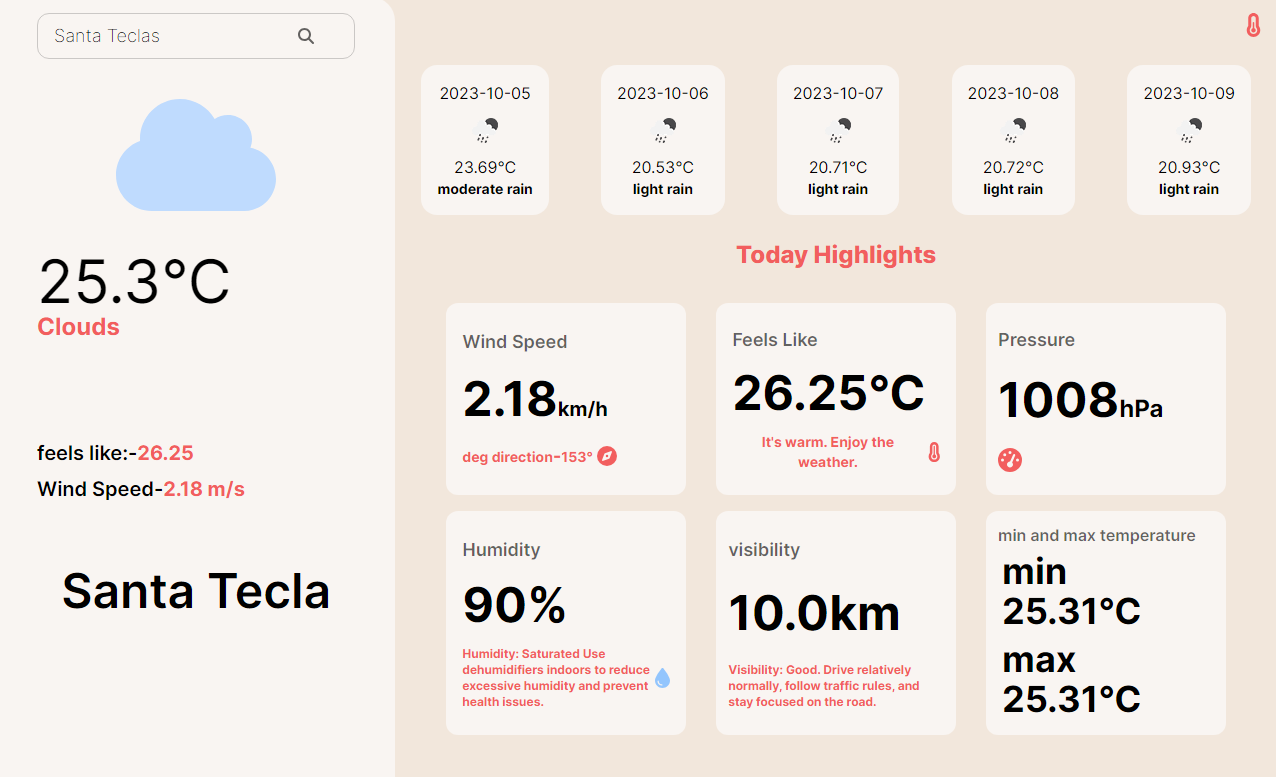 Santa Teclas
25.3°C
Clouds
feels like:-26.25
Wind Speed-2.18 m/s
Santa Tecla
2023-10-05
23.69°C
moderate rain
2023-10-06
20.53°C
light rain
2023-10-07
20.71°C
light rain
2023-10-08
20.72°C
light rain
2023-10-09
20.93°C
light rain
Today Highlights
Wind Speed
2.18km/h
deg direction-153°
Feels Like
26.25°C
It's warm. Enjoy the
weather.
Pressure
1008hPa
Humidity
90%
Humidity: Saturated Use
dehumidifiers indoors to reduce
excessive humidity and prevent
health issues.
visibility
10.0km
Visibility: Good. Drive relatively
normally, follow traffic rules, and
stay focused on the road.
min and max temperature
min
25.31°C
max
25.31°C